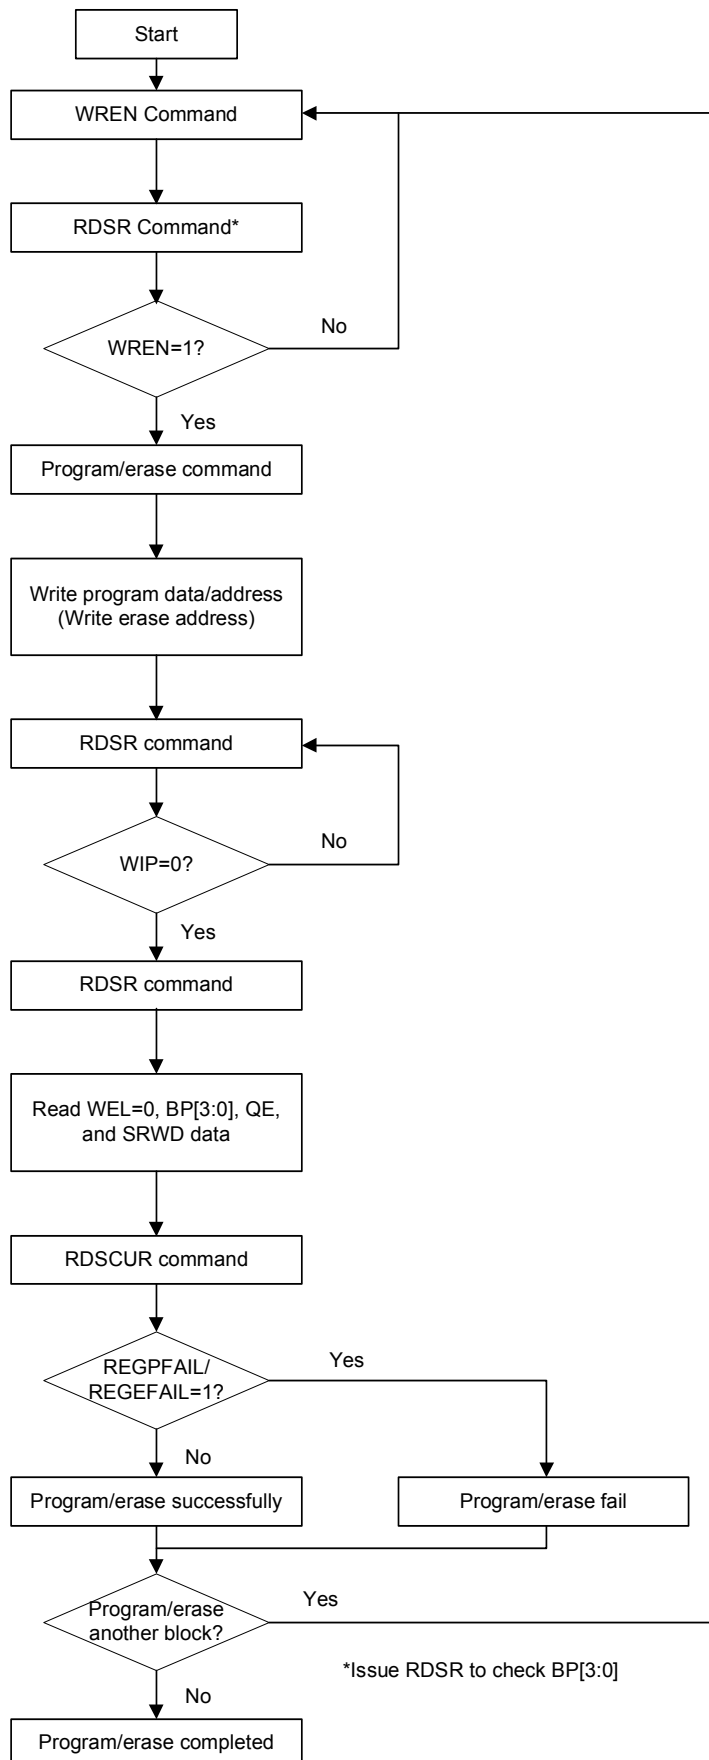 Start
WREN Command
RDSR Command*
WREN=1?
No
Yes
Program/erase command
Write program data/address
(Write erase address)
RDSR command
WIP=0?
No
Yes
RDSR command
Read WEL=0, BP[3:0], QE,
and SRWD data
RDSCUR command
REGPFAIL/
REGEFAIL=1?
Yes
No
Program/erase successfully
Program/erase fail
Program/erase
another block?
Yes
*Issue RDSR to check BP[3:0]
No
Program/erase completed